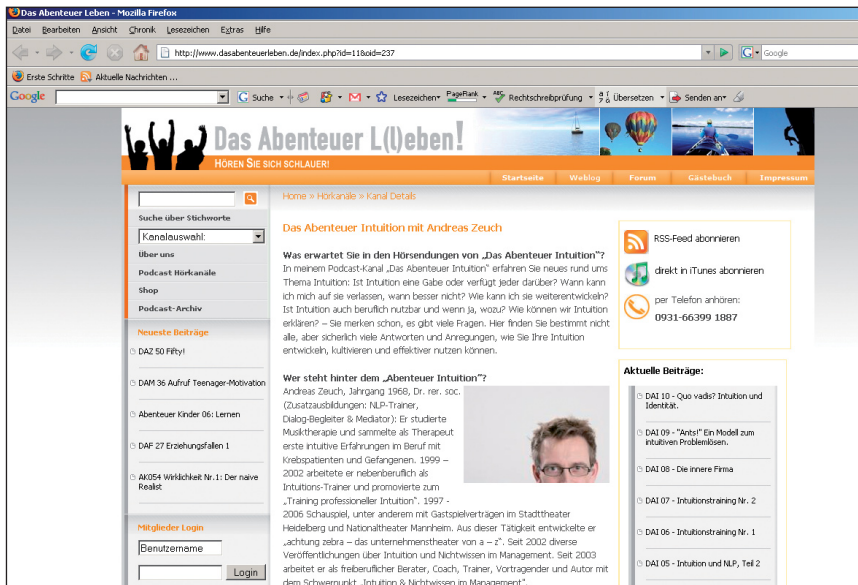 Das Abenteuer Leben - Mozilla Firefox
Datei Bearbeiten Ansicht Chronik Lesezeichen Extras Hilfe
http://www.dasabenteuerleben.de/index.php?id=118oid=237
G Google
Erste Schritte Aktuelle Nachrichten ...
Google G Suche Lesezeichen PageRank Rechtschreibprüfung Übersetzen Senden an
Das Abenteuer L(I)eben!
HÖREN SIE SICH SCHLAUER!
Startseite Weblog Forum Gästebuch Impressum
Suche über Stichworte
Kanalauswahl:
Über uns
Podcast Hörkanäle
Shop
Podcast-Archiv
Neueste Beiträge
DAZ 50 Fifty!
DAM 36 Aufruf Teenager-Motivation
Abenteuer Kinder 06: Lernen
DAF 27 Erziehungsfallen 1
AK054 Wirklichkeit Nr.1: Der naive
Realist
Mitglieder Login
Benutzername
Login
Home » Hörkanäle » Kanal Details
Das Abenteuer Intuition mit Andreas Zeuch
Was erwartet Sie in den Hörsendungen von „Das Abenteuer Intuition"?
In meinem Podcast-Kanal „Das Abenteuer Intuition" erfahren Sie neues rund ums
Thema Intuition: Ist Intuition eine Gabe oder verfügt jeder darüber? Wann kann
ich mich auf sie verlassen, wann besser nicht? Wie kann ich sie weiterentwickeln?
Ist Intuition auch beruflich nutzbar und wenn ja, wozu? Wie können wir Intuition
erklären? – Sie merken schon, es gibt viele Fragen. Hier finden Sie bestimmt nicht
alle, aber sicherlich viele Antworten und Anregungen, wie Sie Ihre Intuition
entwickeln, kultivieren und effektiver nutzen können.
Wer steht hinter dem „Abenteuer Intuition"?
Andreas Zeuch, Jahrgang 1968, Dr. rer. soc.
(Zusatzausbildungen: NLP-Trainer,
Dialog-Begleiter & Mediator): Er studierte
Musiktherapie und sammelte als Therapeut
erste intuitive Erfahrungen im Beruf mit
Krebspatienten und Gefangenen. 1999 –
2002 arbeitete er nebenberuflich als
Intuitions-Trainer und promovierte zum
„Training professioneller Intuition". 1997 -
2006 Schauspiel, unter anderem mit Gastspielverträgen im Stadttheater
Heidelberg und Nationaltheater Mannheim. Aus dieser Tätigkeit entwickelte er
„achtung zebra – das unternehmenstheater von a – z". Seit 2002 diverse
Veröffentlichungen über Intuition und Nichtwissen im Management. Seit 2003
arbeitet er als freiberuflicher Berater, Coach, Trainer, Vortragender und Autor mit
dem Schwerpunkt „Intuition & Nichtwissen im Management".
RSS-Feed abonnieren
direkt in iTunes abonnieren
per Telefon anhören:
0931-66399 1887
Aktuelle Beiträge:
DAI 10 - Quo vadis? Intuition und
Identität.
DAI 09 - "Ants!" Ein Modell zum
intuitiven Problemlösen.
DAI 08 - Die innere Firma
DAI 07 - Intuitionstraining Nr. 2
DAI 06 - Intuitionstraining Nr. 1
DAI 05 - Intuition und NLP, Teil 2